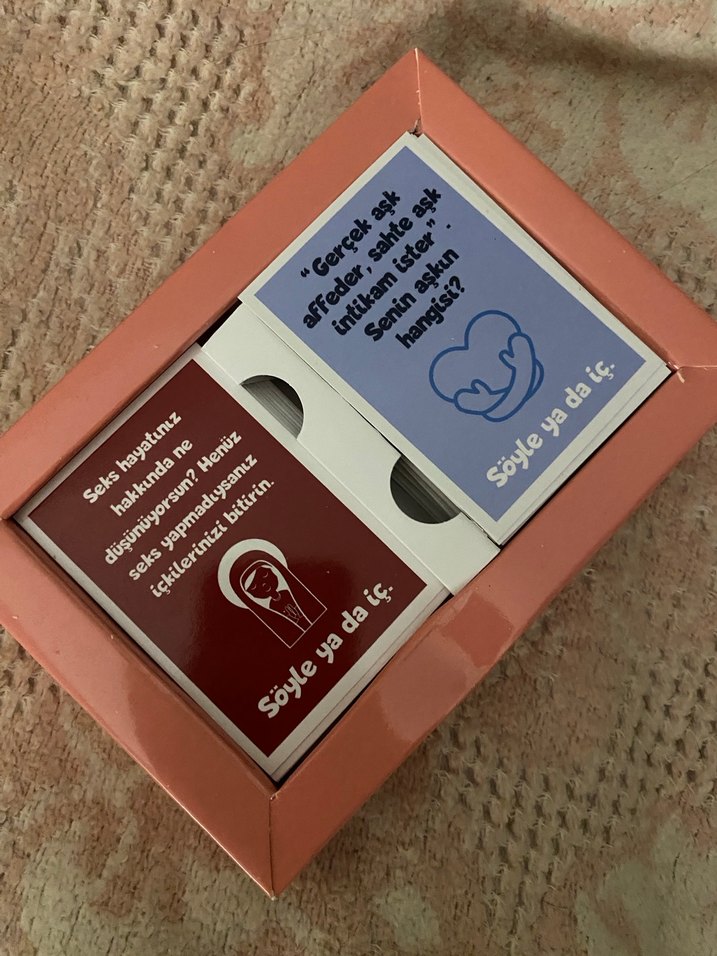 "Gerçek aşk
affeder, sahte aşk
intikam ister".
Senin aşkın
hangisi?
Söyle ya da iç.
Seks hayatınız
hakkında ne
düşünüyorsun? Henüz
seks yapmadıysanız
içkilerinizi bitirin.
Söyle ya da iç.